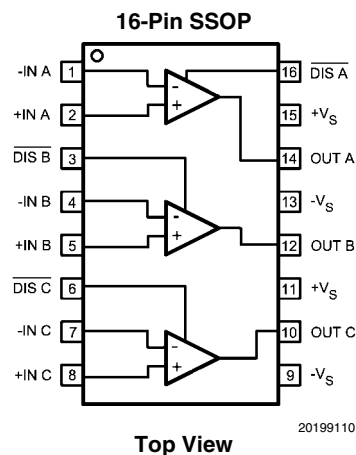 16-Pin SSOP
-IN A 1 16 DIS A
- +
+IN A 2 15 +VS
DIS B 3 14 OUT A
-IN B 4 13 -VS
- +
+IN B 5 12 OUT B
DIS C 6 11 +VS
-IN C 7 10 OUT C
- +
+IN C 8 9 -VS
20199110
Top View